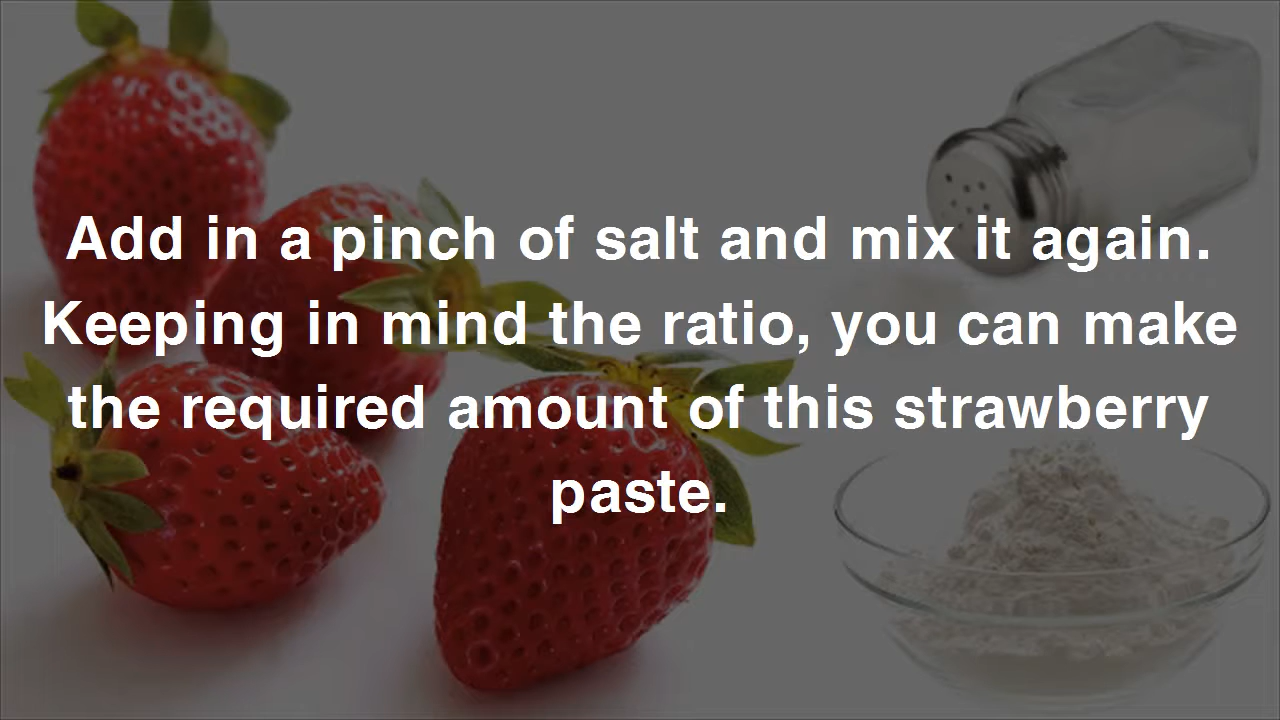 Add in a pinch of salt and mix it again.
Keeping in mind the ratio, you can make
the required amount of this strawberry
paste.